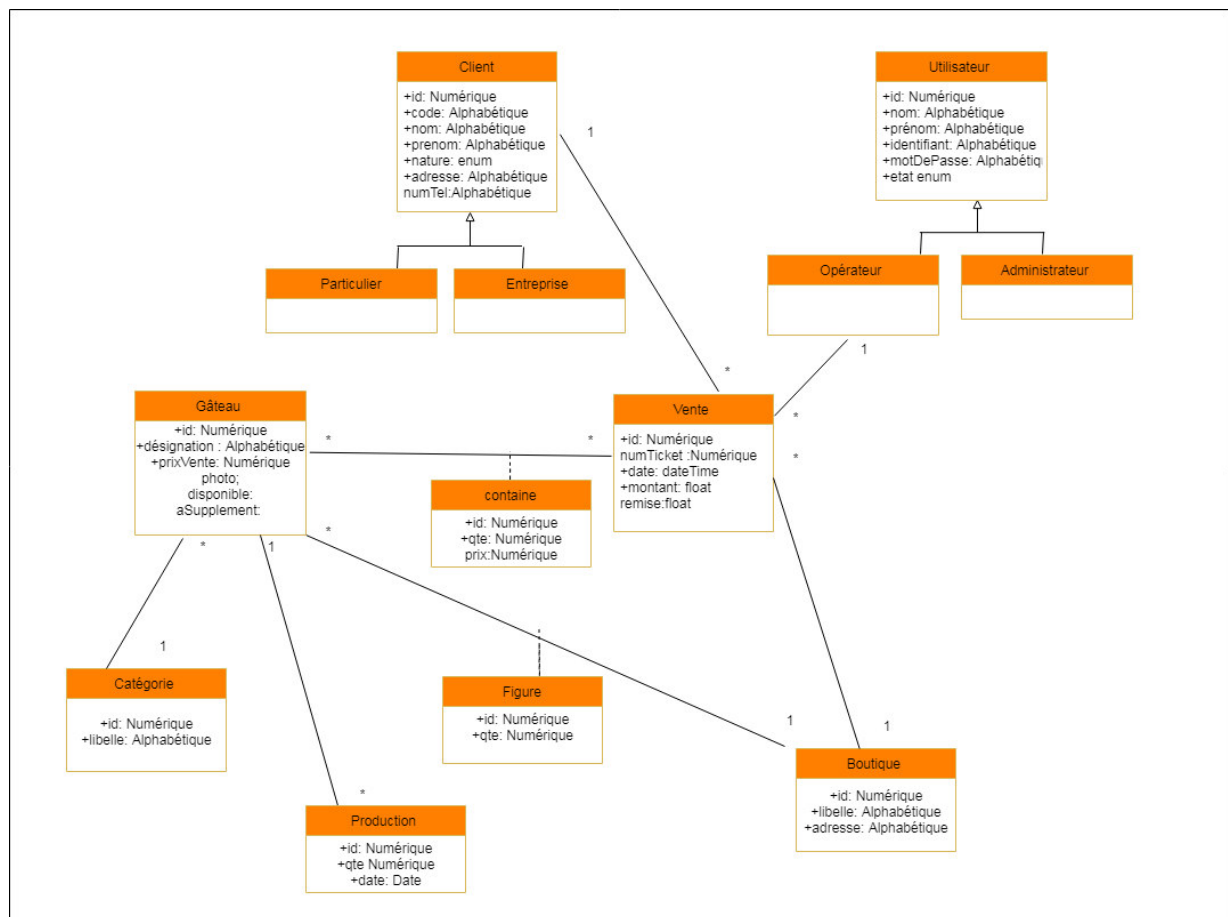 Client
+id: Numérique
+code: Alphabétique
+nom: Alphabétique
+prenom: Alphabétique
+nature: enum
+adresse: Alphabétique
numTel:Alphabétique
Utilisateur
+id: Numérique
+nom: Alphabétique
+prénom: Alphabétique
+identifiant: Alphabétique
+motDePasse: Alphabétiqu
+etat enum
1
Particulier
Entreprise
Opérateur
Administrateur
1
*
*
Gâteau
+id: Numérique
+désignation : Alphabétique
+prixVente: Numérique
photo;
disponible:
aSupplement:
*
*
Vente
+id: Numérique
numTicket :Numérique
+date: dateTime
+montant: float
remise:float
*
containe
+id: Numérique
+qte: Numérique
prix:Numérique
*
1
*
1
Catégorie
+id: Numérique
+libelle: Alphabétique
Figure
+id: Numérique
+qte: Numérique
1
1
Boutique
+id: Numérique
+libelle: Alphabétique
+adresse: Alphabétique
*
Production
+id: Numérique
+qte Numérique
+date: Date